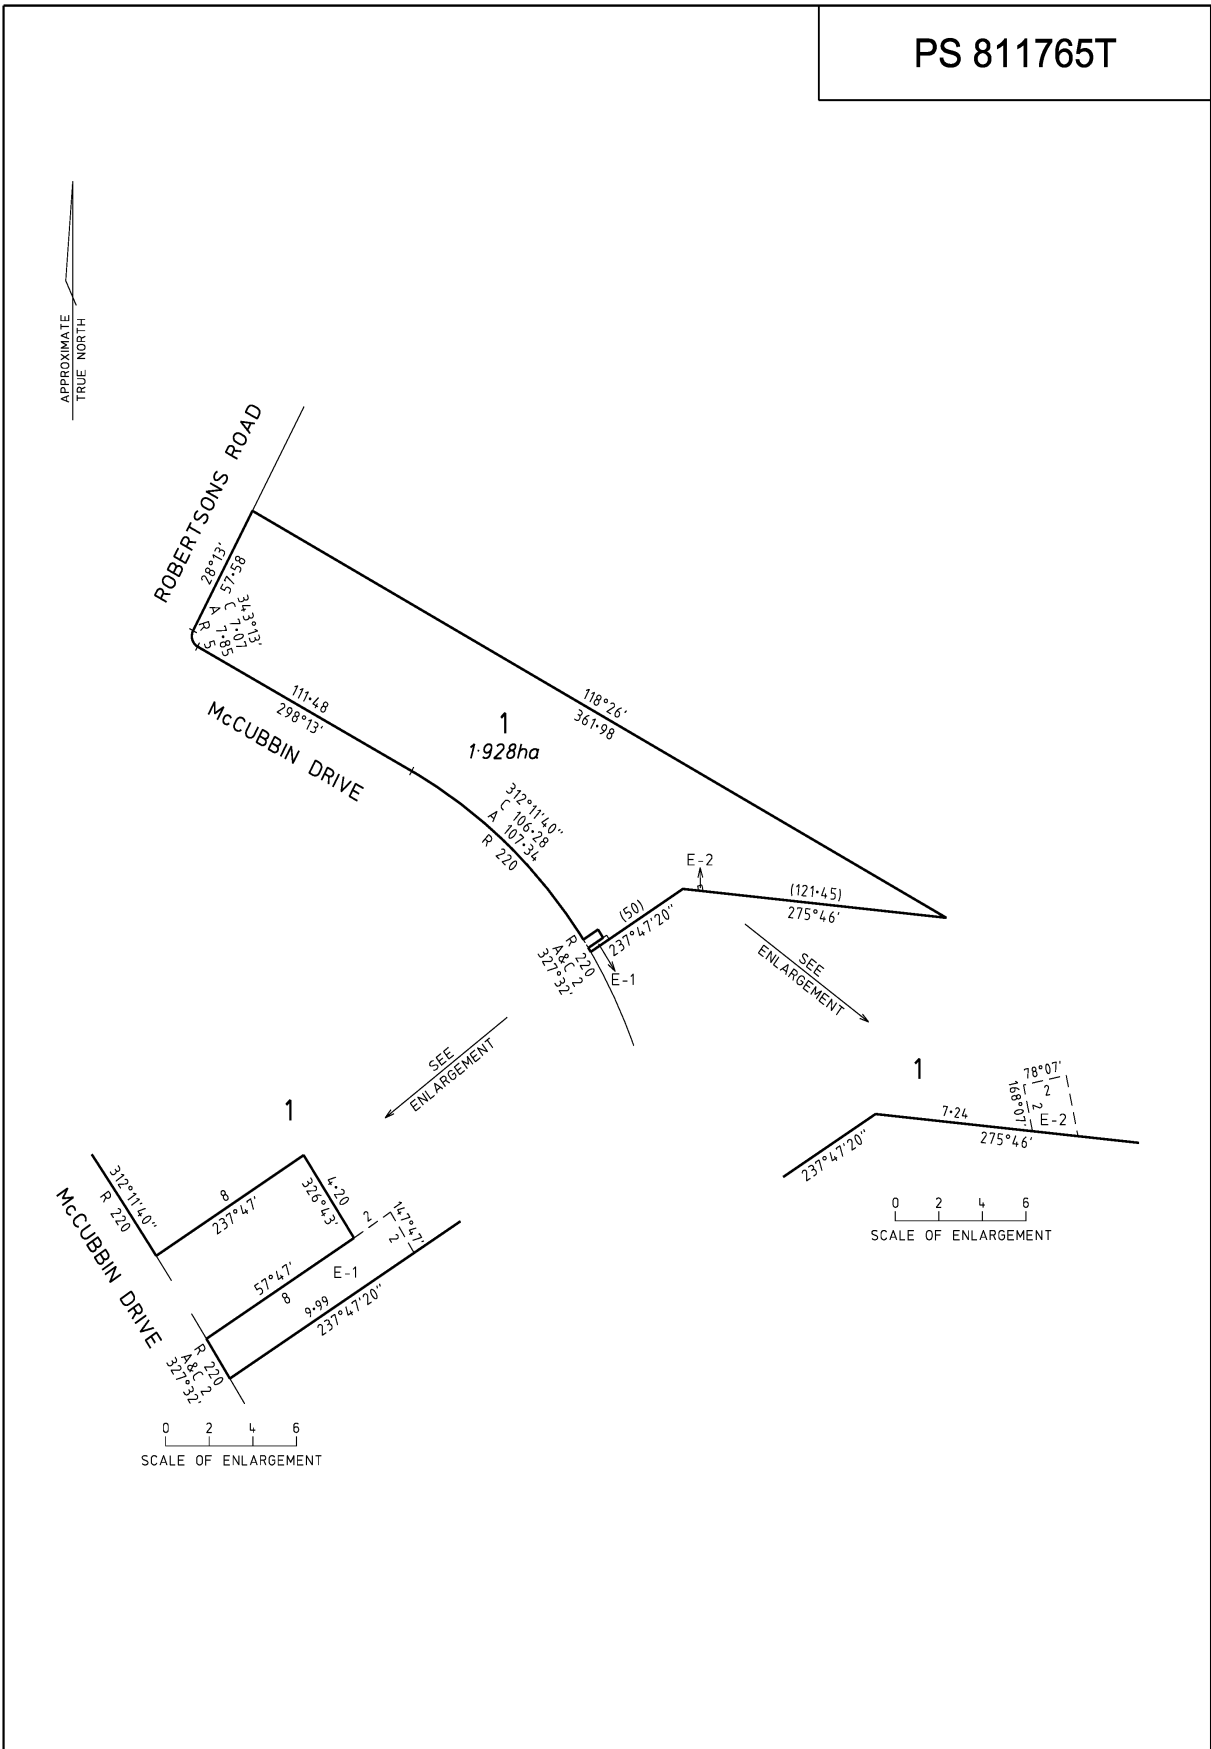 PS 811765T
APPROXIMATE
TRUE NORTH
ROBERTSONS ROAD
28°13'
57·58
343°13'
C 7·07
A 7·85
R 5
111·48
298°13'
McCUBBIN DRIVE
118°26'
361·98
1
1·928ha
312°11'40"
C 106·28
A 107·34
R 220
E-2
(121·45)
275°46'
(50)
237°47'20"
R 220
A&C 2
327°32'
E-1
SEE
ENLARGEMENT
SEE
ENLARGEMENT
1
312°11'40"
R 220
8
237°47'
4·20
326°43'
2
147°47'
2
57°47'
8
E-1
9·99
237°47'20"
McCUBBIN DRIVE
R 220
A&C 2
327°32'
0 2 4 6
SCALE OF ENLARGEMENT
1
78°07'
2
168°07'
2
E-2
7·24
275°46'
237°47'20"
0 2 4 6
SCALE OF ENLARGEMENT